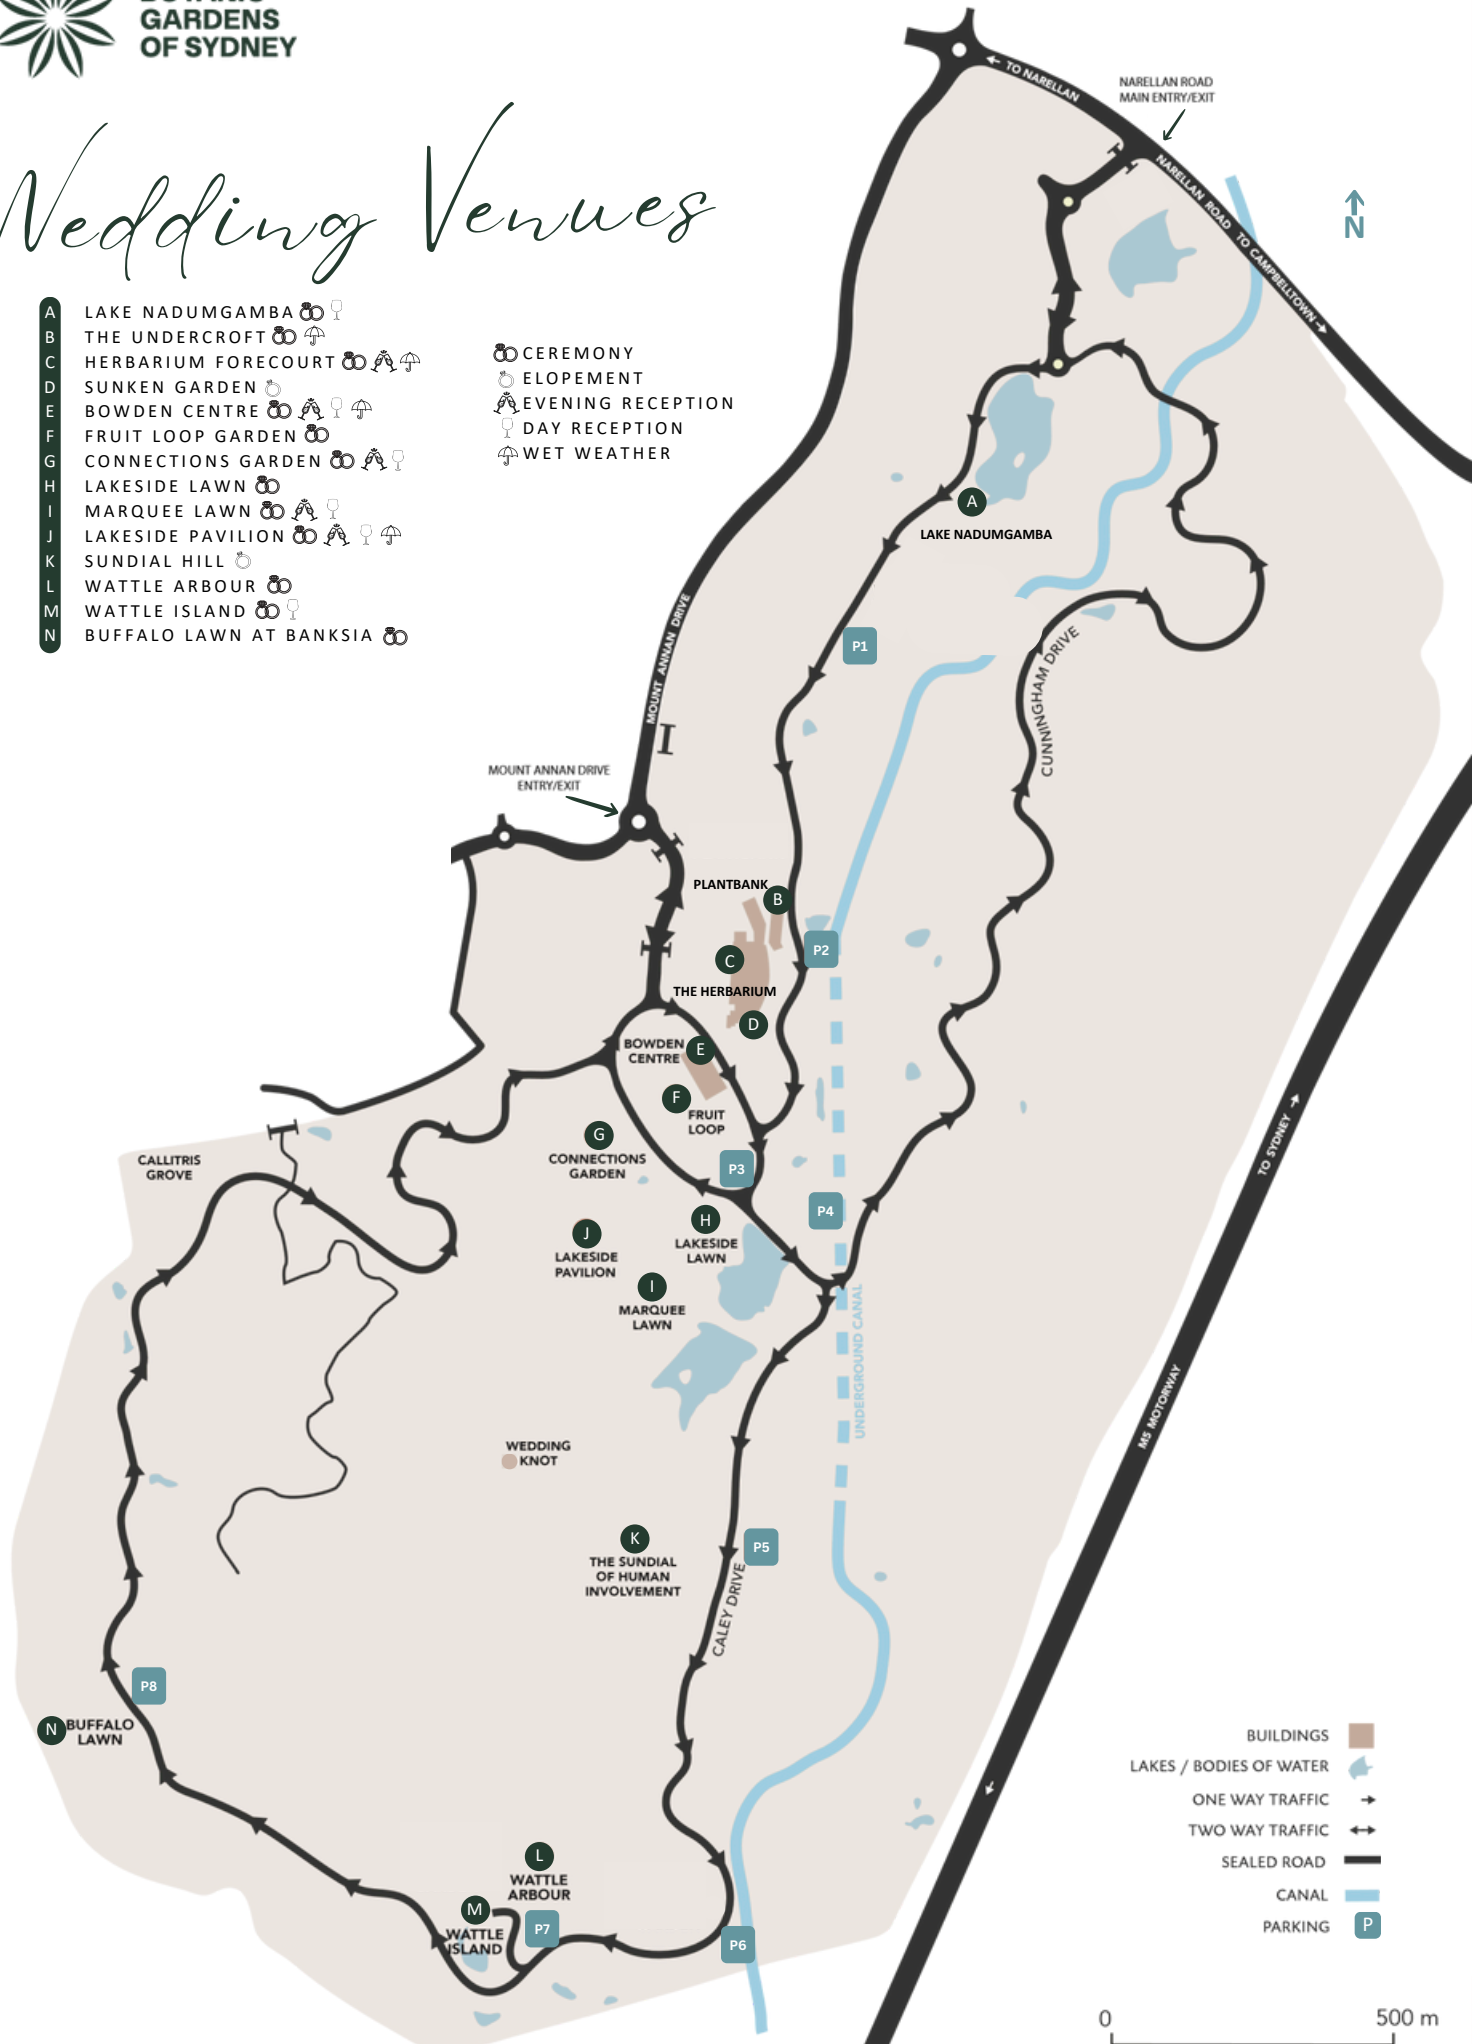 GARDENS
OF SYDNEY
Wedding Venues
A LAKE NADUMGAMBA
B THE UNDERCROFT
C HERBARIUM FORECOURT
D SUNKEN GARDEN
E BOWDEN CENTRE
F FRUIT LOOP GARDEN
G CONNECTIONS GARDEN
H LAKESIDE LAWN
I MARQUEE LAWN
J LAKESIDE PAVILION
K SUNDIAL HILL
L WATTLE ARBOUR
M WATTLE ISLAND
N BUFFALO LAWN AT BANKSIA
CEREMONY
ELOPEMENT
EVENING RECEPTION
DAY RECEPTION
WET WEATHER
TO NARELLAN
NARELLAN ROAD
MAIN ENTRY/EXIT
NARELLAN ROAD TO CAMPBELLTOWN
N
A
LAKE NADUMGAMBA
MOUNT ANNAN DRIVE
P1
CUNNINGHAM DRIVE
MOUNT ANNAN DRIVE
ENTRY/EXIT
PLANTBANK
B
P2
C
THE HERBARIUM
D
BOWDEN
CENTRE
E
F
FRUIT
LOOP
G
CONNECTIONS
GARDEN
P3
CALLITRIS
GROVE
P4
H
LAKESIDE
LAWN
J
LAKESIDE
PAVILION
I
MARQUEE
LAWN
UNDERGROUND CANAL
TO SYDNEY
M5 MOTORWAY
WEDDING
KNOT
K
THE SUNDIAL
OF HUMAN
INVOLVEMENT
P5
CALEY DRIVE
P8
N
BUFFALO
LAWN
L
WATTLE
ARBOUR
M
WATTLE
ISLAND
P7
P6
BUILDINGS
LAKES / BODIES OF WATER
ONE WAY TRAFFIC
TWO WAY TRAFFIC
SEALED ROAD
CANAL
PARKING P
0 500 m